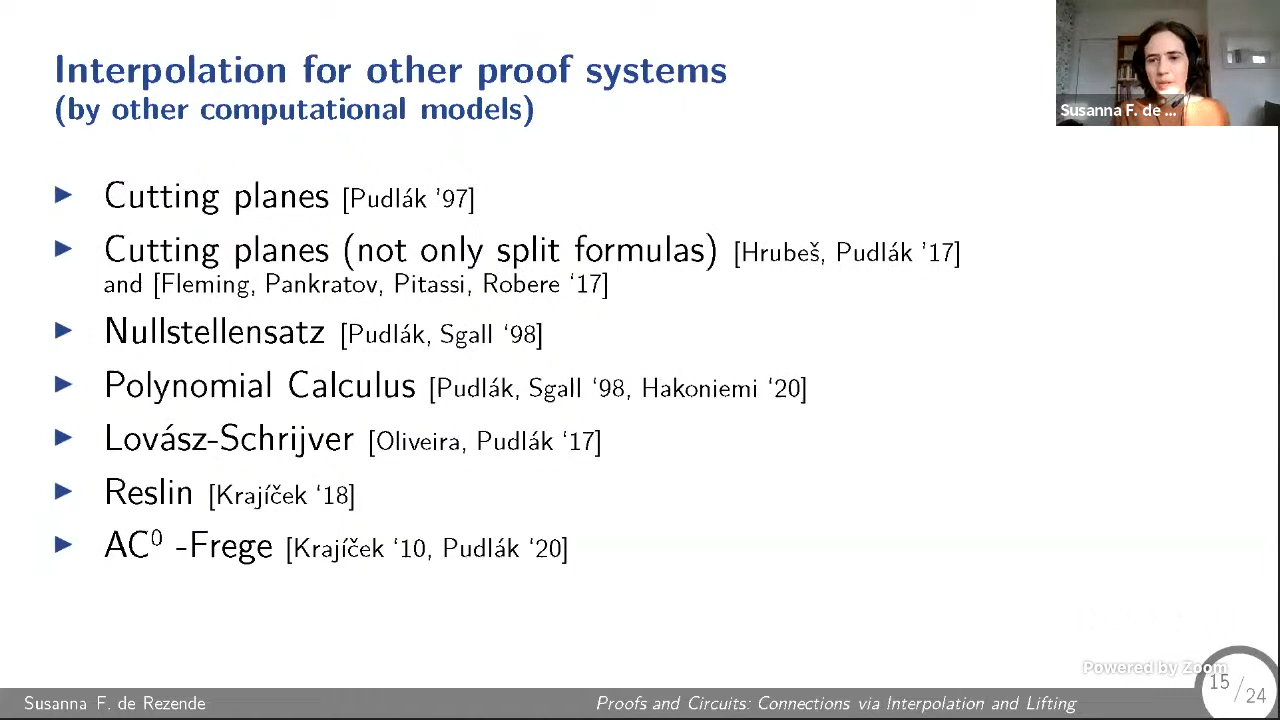 Interpolation for other proof systems
(by other computational models)
Susanna F. de ...
▶ Cutting planes [Pudlák ’97]
▶ Cutting planes (not only split formulas) [Hrubeš, Pudlák ’17]
and [Fleming, Pankratov, Pitassi, Robere ‘17]
▶ Nullstellensatz [Pudlák, Sgall ‘98]
▶ Polynomial Calculus [Pudlák, Sgall ‘98, Hakoniemi ‘20]
▶ Lovász-Schrijver [Oliveira, Pudlák ‘17]
▶ Reslin [Krajíček ‘18]
▶ AC⁰ -Frege [Krajíček ‘10, Pudlák ‘20]
Powered by Zoom
Susanna F. de Rezende
Proofs and Circuits: Connections via Interpolation and Lifting
15/24